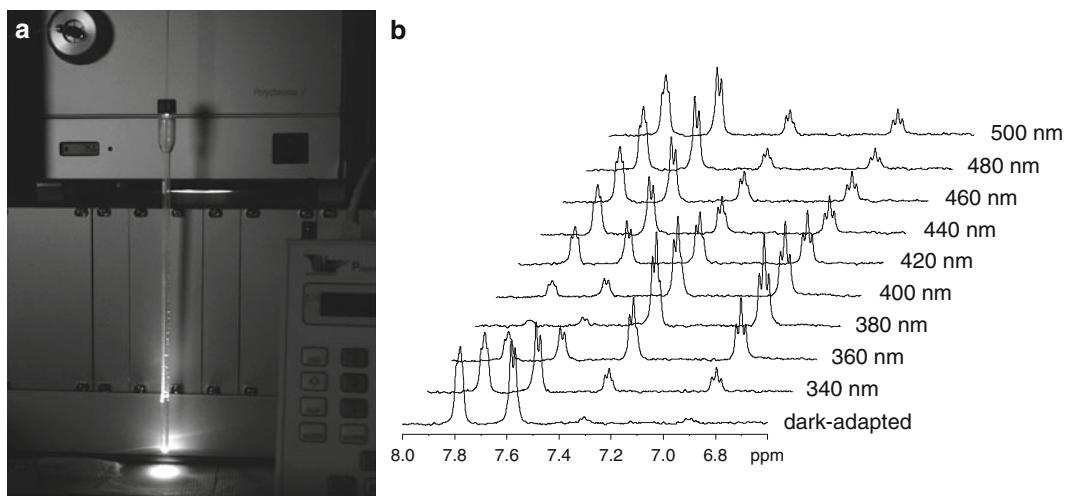 a
Polychrome V
b
500 nm
480 nm
460 nm
440 nm
420 nm
400 nm
380 nm
360 nm
340 nm
dark-adapted
8.0 7.8 7.6 7.4 7.2 7.0 6.8 ppm